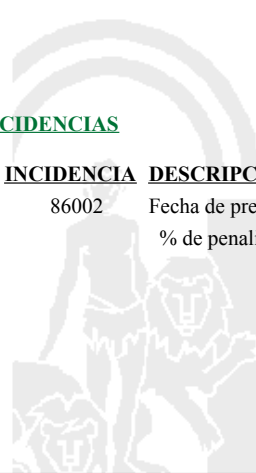 CIDENCIAS
INCIDENCIA DESCRIPC
86002 Fecha de pre
% de penali